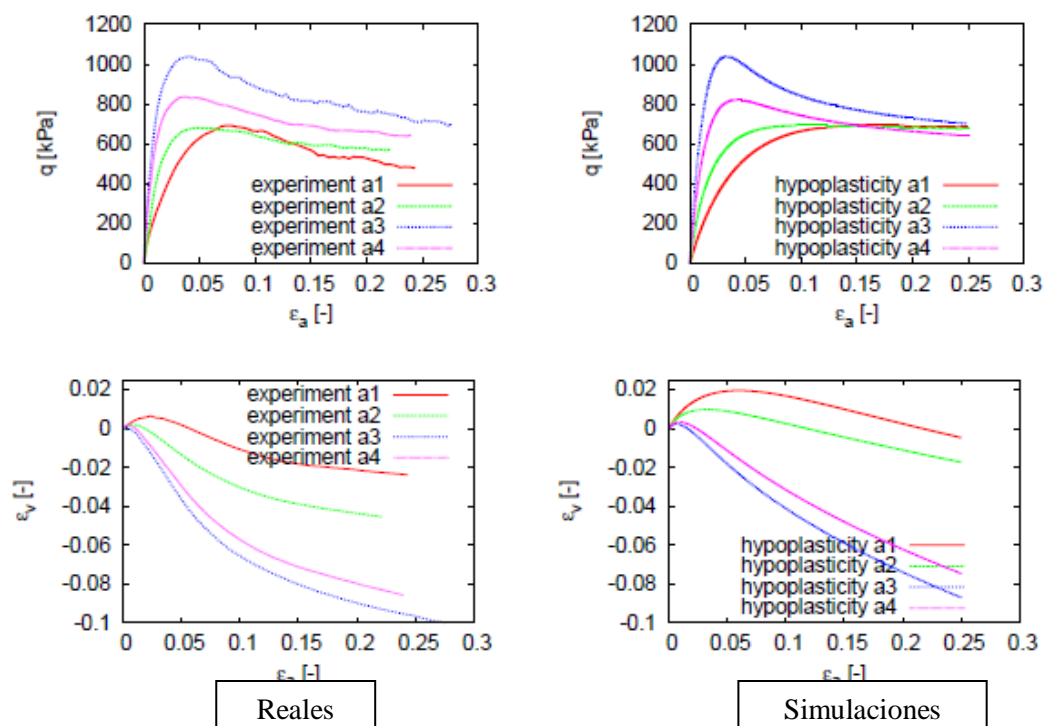 1200
1000
800
600
400
200
0
q [kPa]
experiment a1
experiment a2
experiment a3
experiment a4
0 0.05 0.1 0.15 0.2 0.25 0.3
εa [-]
1200
1000
800
600
400
200
0
q [kPa]
hypoplasticity a1
hypoplasticity a2
hypoplasticity a3
hypoplasticity a4
0 0.05 0.1 0.15 0.2 0.25 0.3
εa [-]
0.02
0
-0.02
-0.04
-0.06
-0.08
-0.1
εv [-]
experiment a1
experiment a2
experiment a3
experiment a4
0 0.05 0.1 0.15 0.2 0.25 0.3
Reales
0.02
0
-0.02
-0.04
-0.06
-0.08
-0.1
εv [-]
hypoplasticity a1
hypoplasticity a2
hypoplasticity a3
hypoplasticity a4
0 0.05 0.1 0.15 0.2 0.25 0.3
Simulaciones